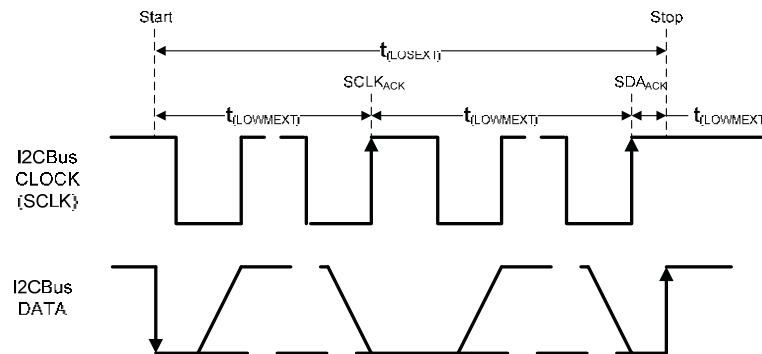 Start
Stop
t(LOSEXT)
SCLKACK
SDAACK
t(LOWMEXT)
t(LOWMEXT)
t(LOWMEXT
I2CBus
CLOCK
(SCLK)
I2CBus
DATA